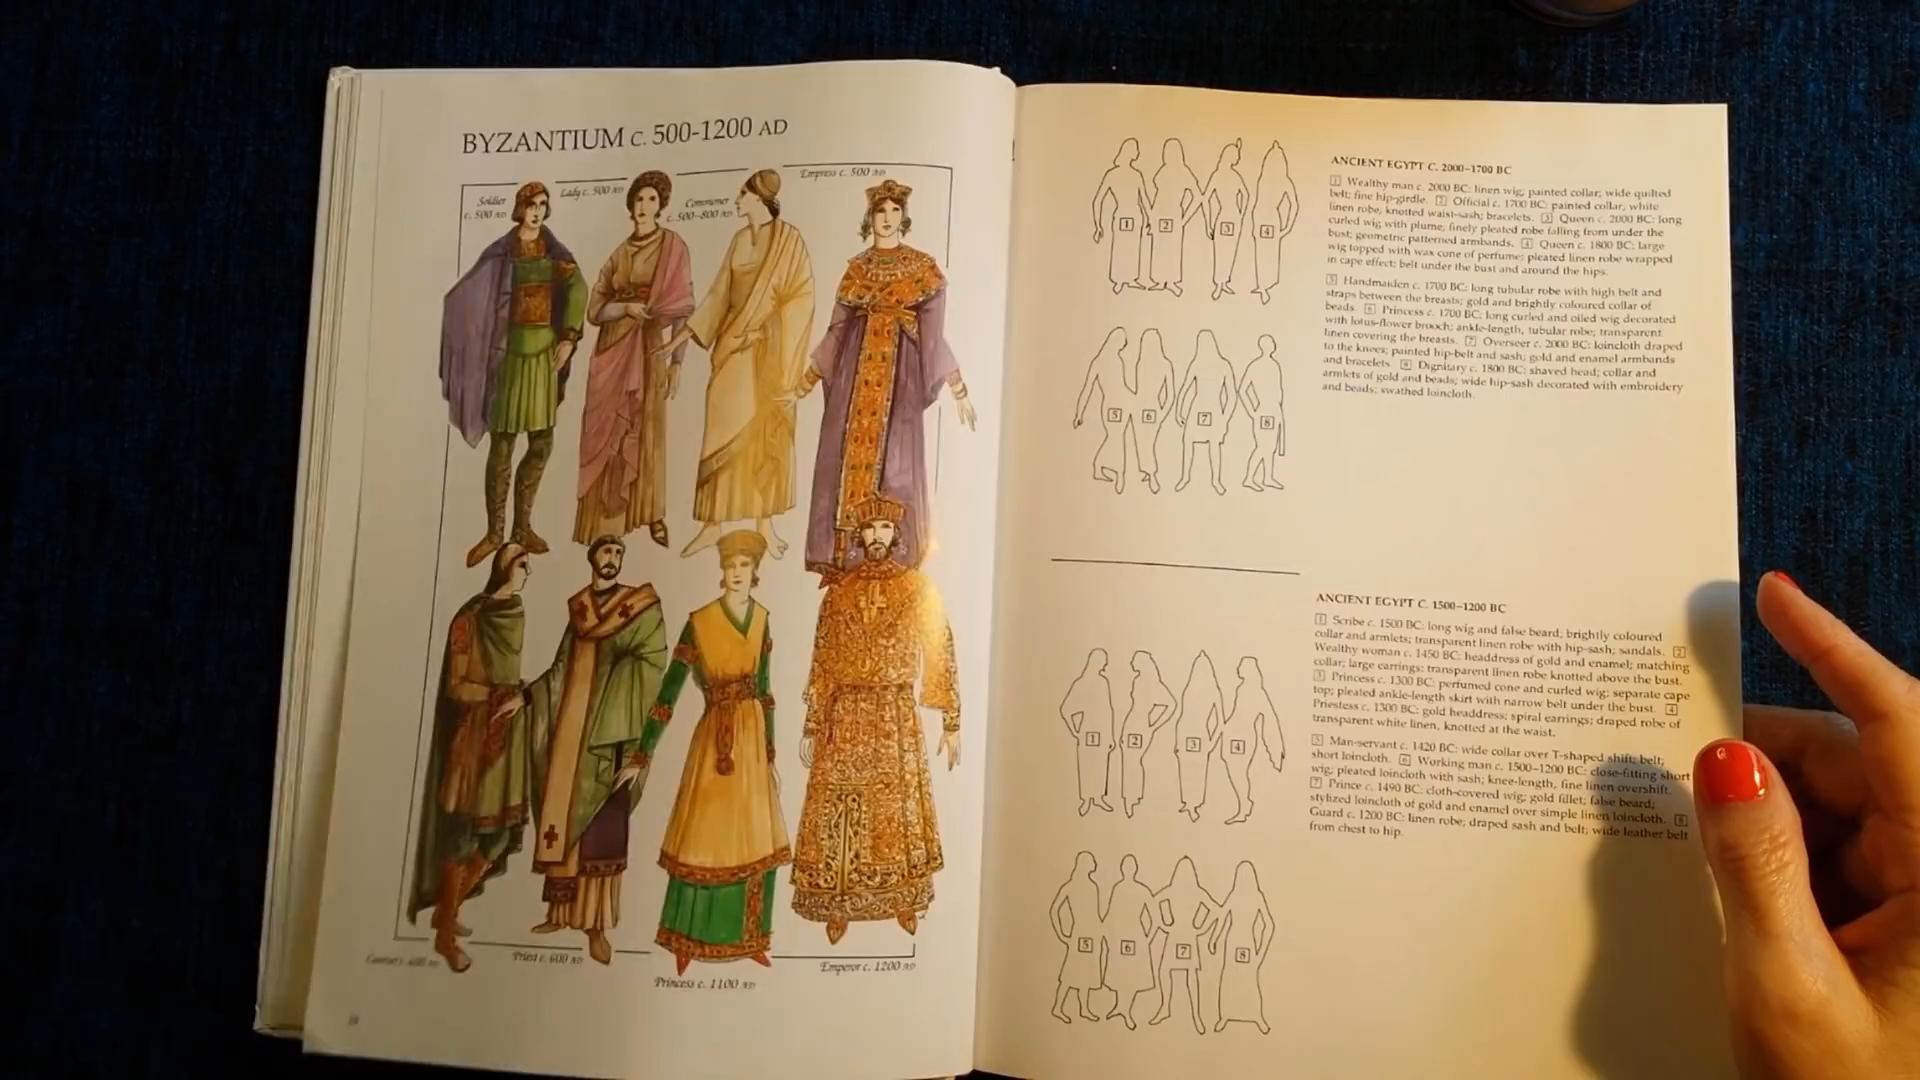 BYZANTIUM C. 500-1200 AD
Soldier
c. 500 AD
Lady c. 500 AD
Commoner
c. 500-800 AD
Empress c. 500 AD
Priest c. 600 AD
Princess c. 1100 AD
Emperor c. 1200 AD
1
2
3
4
5
6
7
8
ANCIENT EGYPT C. 2000–1700 BC
1 Wealthy man c. 2000 BC: linen wig; painted collar; wide quilted
belt; fine hip-girdle. 2 Official c. 1700 BC: painted collar; white
linen robe, knotted waist-sash; bracelets. 3 Queen c. 2000 BC: long
curled wig with plume; finely pleated robe falling from under the
bust; geometric patterned armbands. 4 Queen c. 1800 BC: large
wig topped with wax cone of perfume; pleated linen robe wrapped
in cape effect; belt under the bust and around the hips.
5 Handmaiden c. 1700 BC: long tubular robe with high belt and
straps between the breasts; gold and brightly coloured collar of
beads. 6 Princess c. 1700 BC: long curled and oiled wig decorated
with lotus-flower brooch; ankle-length, tubular robe; transparent
linen covering the breasts. 7 Overseer c. 2000 BC: loincloth draped
to the knees; painted hip-belt and sash; gold and enamel armbands
and bracelets. 8 Dignitary c. 1800 BC: shaved head; collar and
armlets of gold and beads; wide hip-sash decorated with embroidery
and beads; swathed loincloth.
1
2
3
4
5
6
7
8
ANCIENT EGYPT C. 1500–1200 BC
1 Scribe c. 1500 BC: long wig and false beard; brightly coloured
collar and armlets; transparent linen robe with hip-sash; sandals. 2
Wealthy woman c. 1450 BC: headdress of gold and enamel; matching
collar; large earrings; transparent linen robe knotted above the bust.
3 Princess c. 1300 BC: perfumed cone and curled wig; separate cape
top; pleated ankle-length skirt with narrow belt under the bust. 4
Priestess c. 1300 BC: gold headdress; spiral earrings; draped robe of
transparent white linen, knotted at the waist.
5 Man-servant c. 1420 BC: wide collar over T-shaped shift; belt;
short loincloth. 6 Working man c. 1500–1200 BC: close-fitting short
wig; pleated loincloth with sash; knee-length, fine linen overshift.
7 Prince c. 1490 BC: cloth-covered wig; gold fillet; false beard;
stylized loincloth of gold and enamel over simple linen loincloth. 8
Guard c. 1200 BC: linen robe; draped sash and belt; wide leather belt
from chest to hip.